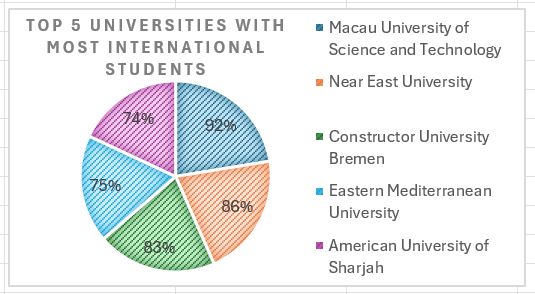 TOP 5 UNIVERSITIES WITH
MOST INTERNATIONAL
STUDENTS
92%
86%
83%
75%
74%
Macau University of
Science and Technology
Near East University
Constructor University
Bremen
Eastern Mediterranean
University
American University of
Sharjah